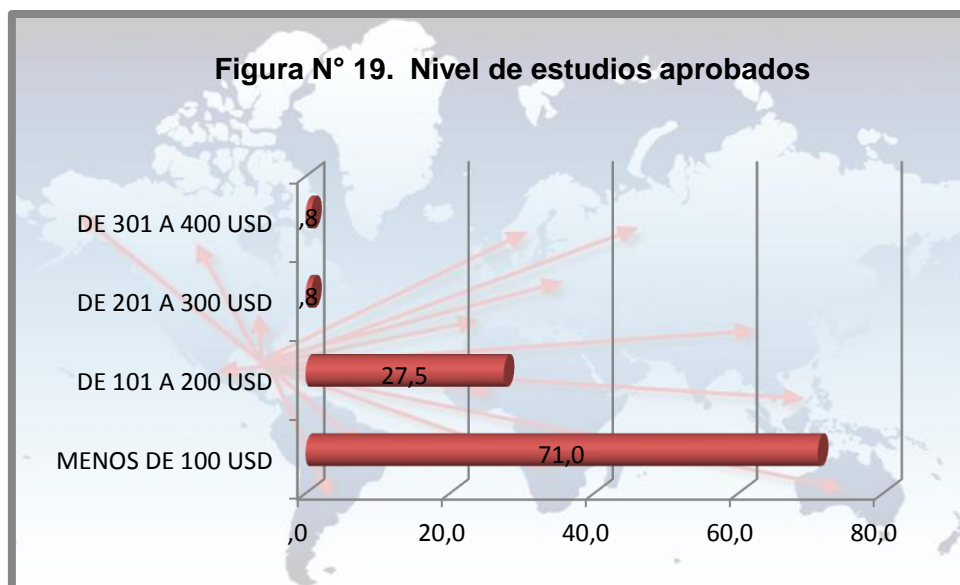 Figura N° 19. Nivel de estudios aprobados
DE 301 A 400 USD
,8
DE 201 A 300 USD
,8
DE 101 A 200 USD
27,5
MENOS DE 100 USD
71,0
,0 20,0 40,0 60,0 80,0